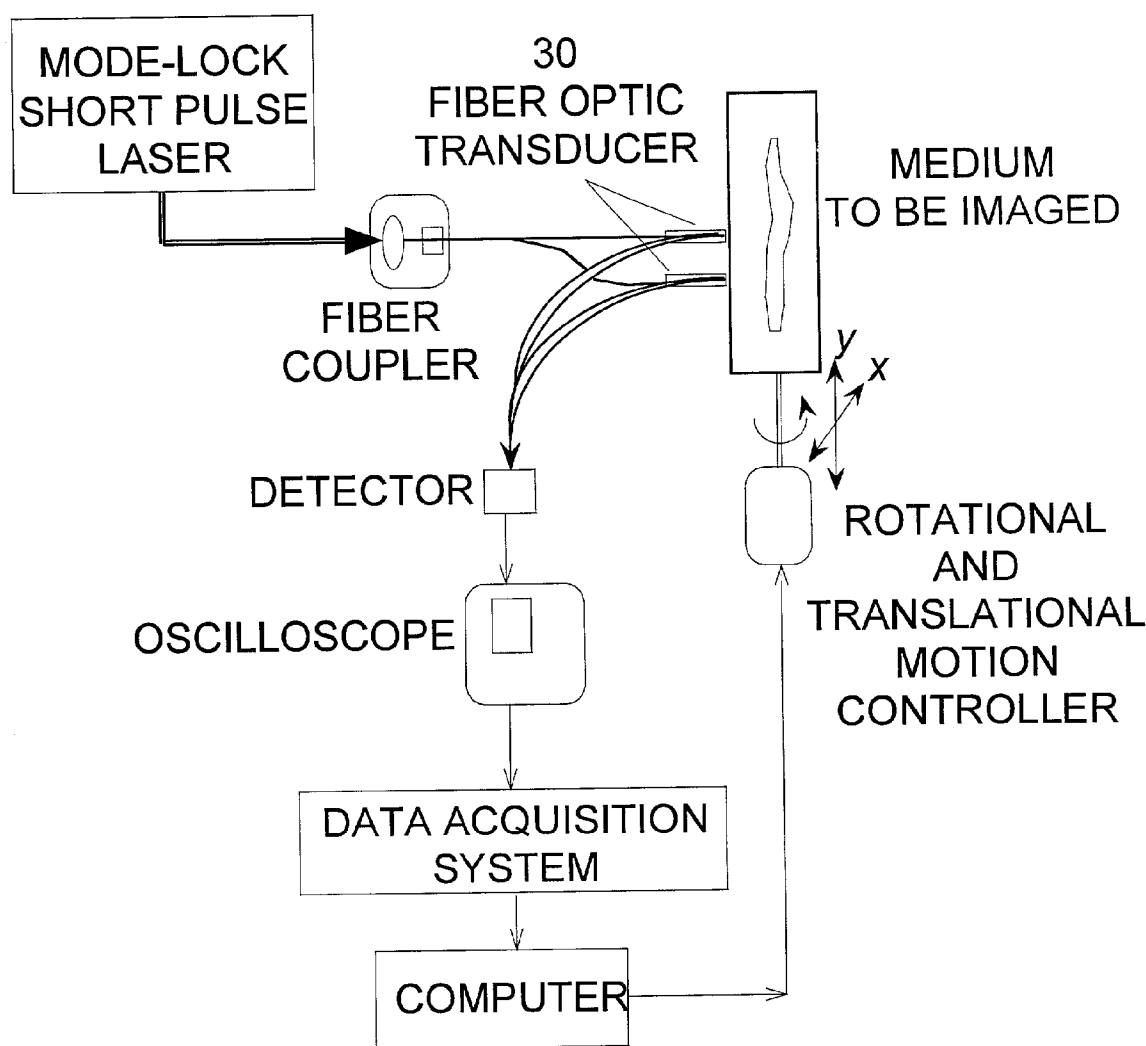 MODE-LOCK
SHORT PULSE
LASER
30
FIBER OPTIC
TRANSDUCER
MEDIUM
TO BE IMAGED
FIBER
COUPLER
y
x
DETECTOR
ROTATIONAL
AND
TRANSLATIONAL
MOTION
CONTROLLER
OSCILLOSCOPE
DATA ACQUISITION
SYSTEM
COMPUTER